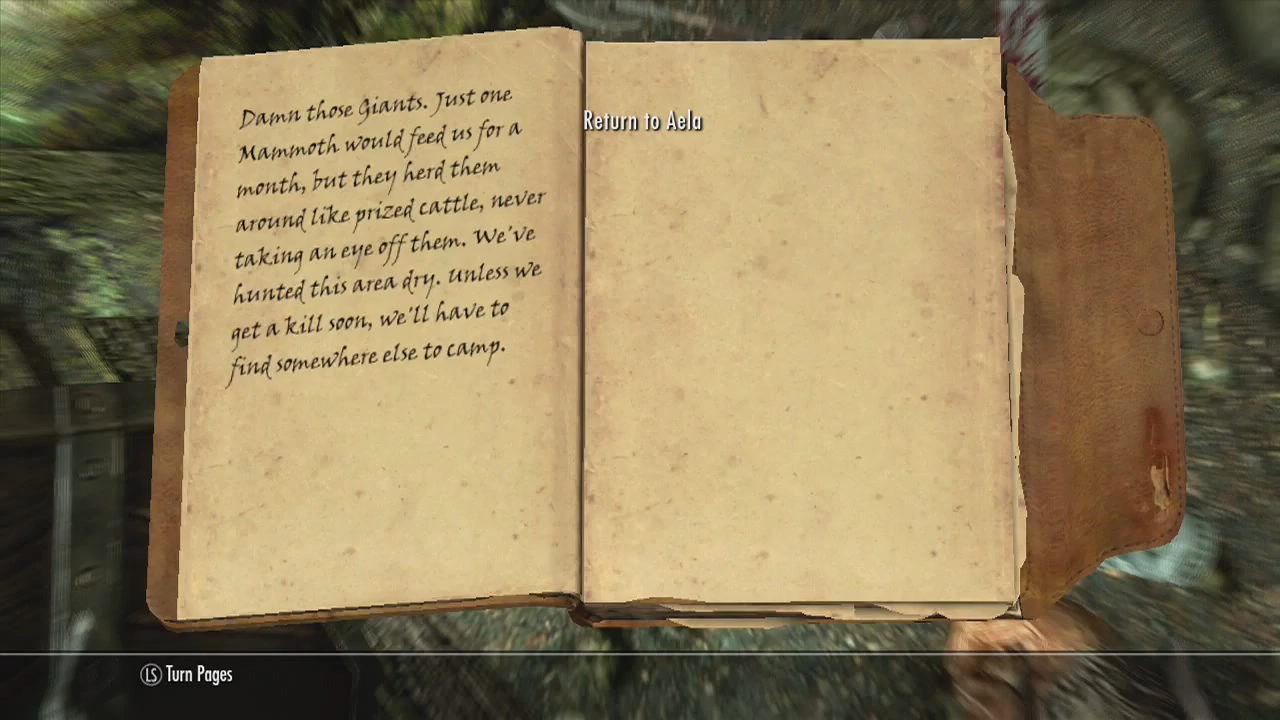 Damn those Giants. Just one
Mammoth would feed us for a
month, but they herd them
around like prized cattle, never
taking an eye off them. We've
hunted this area dry. Unless we
get a kill soon, we'll have to
find somewhere else to camp.
Return to Aela
LS Turn Pages